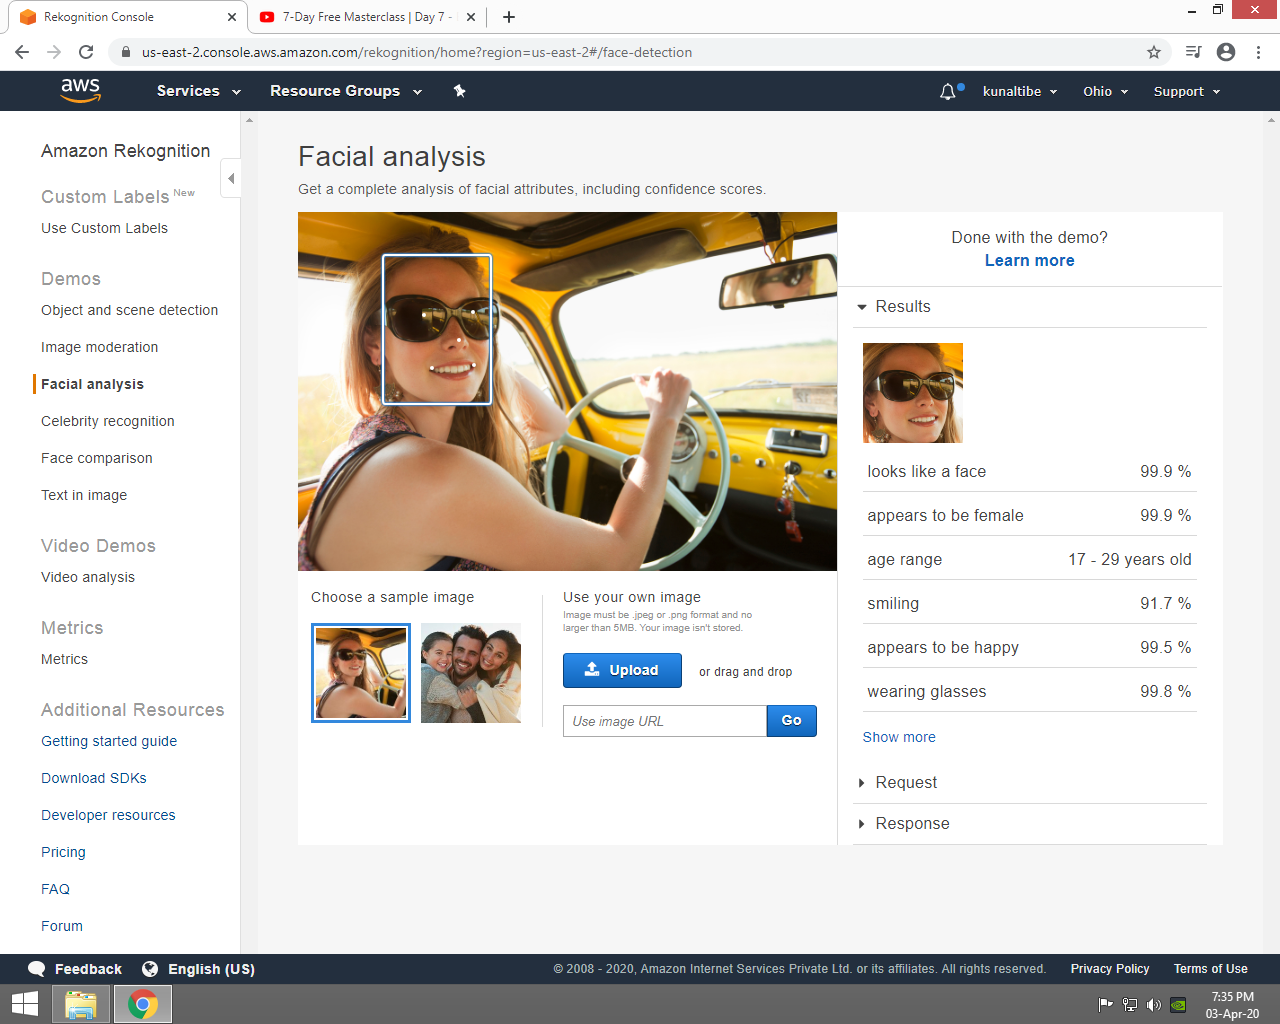 Rekognition Console
7-Day Free Masterclass | Day 7 -
us-east-2.console.aws.amazon.com/rekognition/home?region=us-east-2#/face-detection
aws
Services
Resource Groups
kunaltibe
Ohio
Support
Amazon Rekognition
Custom Labels New
Use Custom Labels
Demos
Object and scene detection
Image moderation
Facial analysis
Celebrity recognition
Face comparison
Text in image
Video Demos
Video analysis
Metrics
Metrics
Additional Resources
Getting started guide
Download SDKs
Developer resources
Pricing
FAQ
Forum
Facial analysis
Get a complete analysis of facial attributes, including confidence scores.
Choose a sample image
Use your own image
Image must be .jpeg or .png format and no
larger than 5MB. Your image isn't stored.
Upload
or drag and drop
Use image URL
Go
Done with the demo?
Learn more
Results
looks like a face 99.9 %
appears to be female 99.9 %
age range 17 - 29 years old
smiling 91.7 %
appears to be happy 99.5 %
wearing glasses 99.8 %
Show more
Request
Response
Feedback
English (US)
© 2008 - 2020, Amazon Internet Services Private Ltd. or its affiliates. All rights reserved.
Privacy Policy
Terms of Use
7:35 PM
03-Apr-20